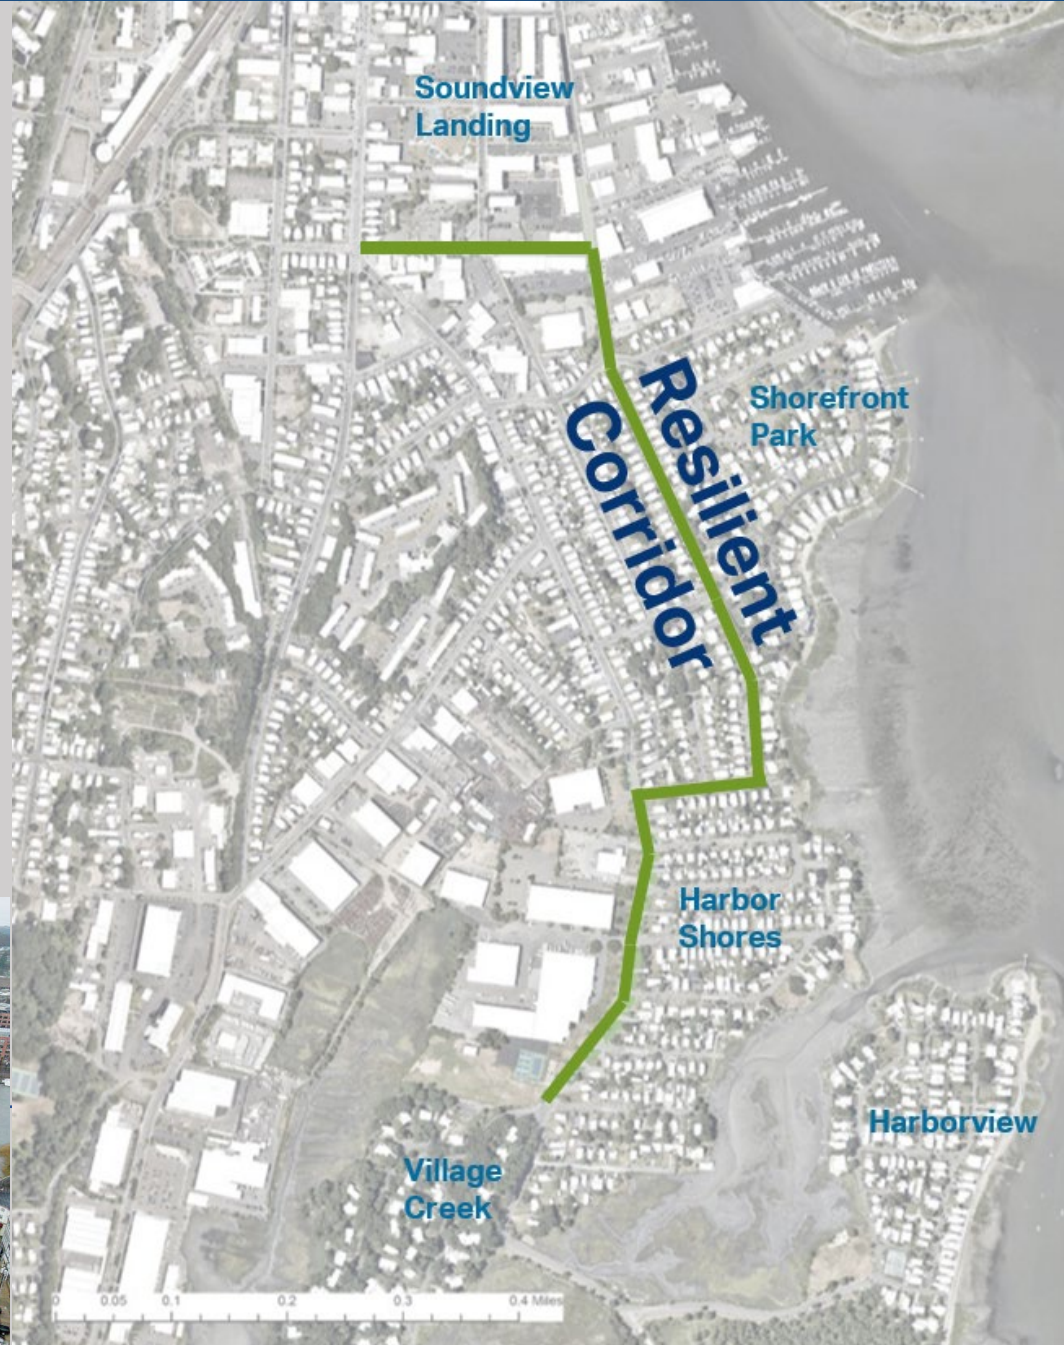 Soundview
Landing
Resilient
Corridor
Shorefront
Park
Harbor
Shores
Harborview
Village
Creek
0 0.05 0.1 0.2 0.3 0.4 Miles